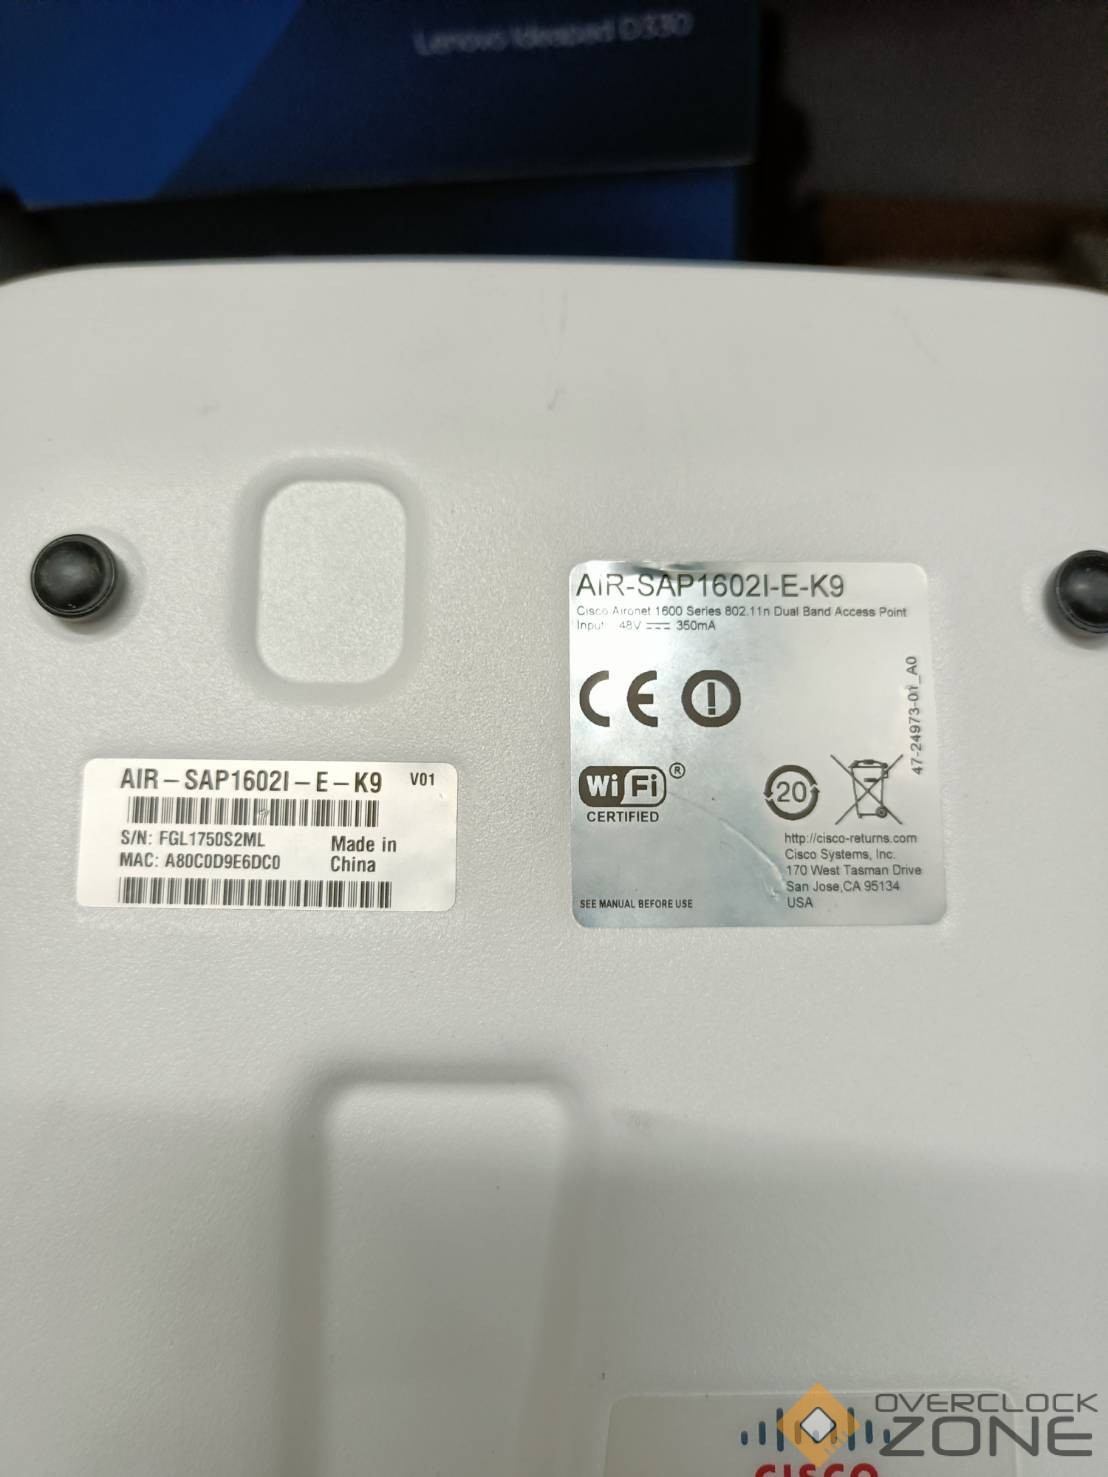 Lenovo Ideapad D330
AIR-SAP1602I-E-K9
Cisco Aironet 1600 Series 802.11n Dual Band Access Point
Input: 48V 350mA
CE
47-24973-01_A0
Wi Fi ®
CERTIFIED
20
http://cisco-returns.com
Cisco Systems, Inc.
170 West Tasman Drive
San Jose,CA 95134
USA
SEE MANUAL BEFORE USE
AIR-SAP1602I-E-K9 V01
S/N: FGL1750S2ML
MAC: A80C0D9E6DC0
Made in
China
CISCO
OVERCLOCK
ZONE